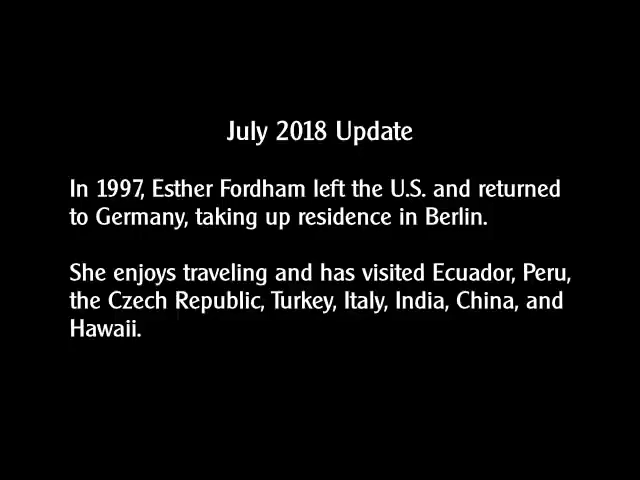 July 2018 Update
In 1997, Esther Fordham left the U.S. and returned
to Germany, taking up residence in Berlin.
She enjoys traveling and has visited Ecuador, Peru,
the Czech Republic, Turkey, Italy, India, China, and
Hawaii.